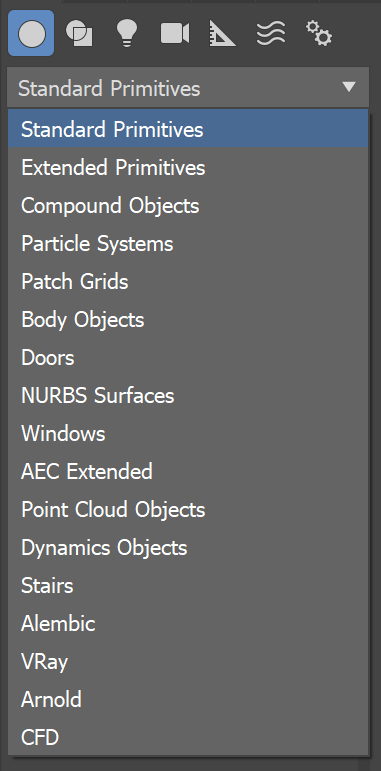 Standard Primitives
Standard Primitives
Extended Primitives
Compound Objects
Particle Systems
Patch Grids
Body Objects
Doors
NURBS Surfaces
Windows
AEC Extended
Point Cloud Objects
Dynamics Objects
Stairs
Alembic
VRay
Arnold
CFD